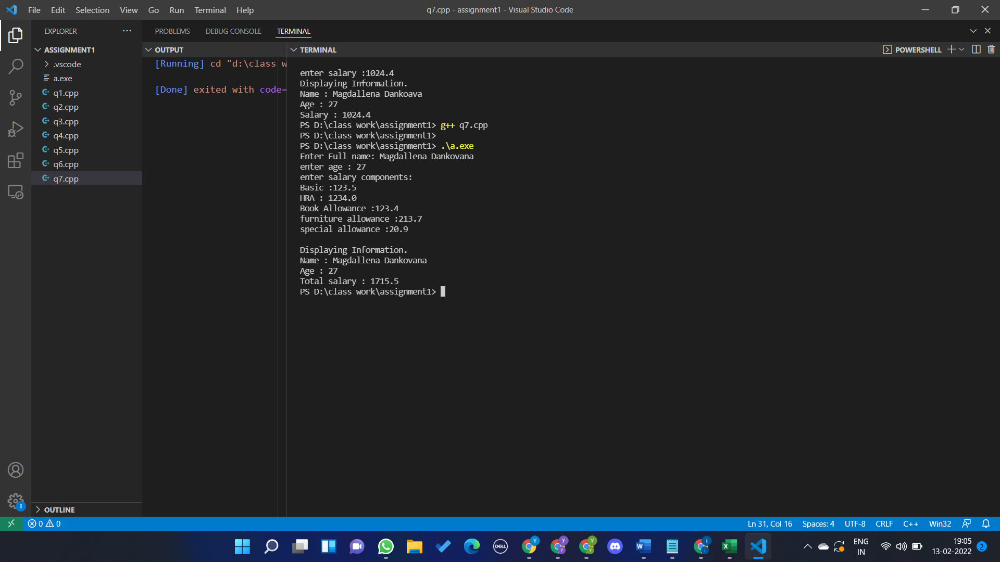 File Edit Selection View Go Run Terminal Help
q7.cpp - assignment1 - Visual Studio Code
EXPLORER
ASSIGNMENT1
.vscode
a.exe
q1.cpp
q2.cpp
q3.cpp
q4.cpp
q5.cpp
q6.cpp
q7.cpp
OUTLINE
PROBLEMS DEBUG CONSOLE TERMINAL
OUTPUT
[Running] cd "d:\class w
[Done] exited with code=
TERMINAL
POWERSHELL
enter salary :1024.4
Displaying Information.
Name : Magdallena Dankoava
Age : 27
Salary : 1024.4
PS D:\class work\assignment1> g++ q7.cpp
PS D:\class work\assignment1>
PS D:\class work\assignment1> .\a.exe
Enter Full name: Magdallena Dankovana
enter age : 27
enter salary components:
Basic :123.5
HRA : 1234.0
Book Allowance :123.4
furniture allowance :213.7
special allowance :20.9
Displaying Information.
Name : Magdallena Dankovana
Age : 27
Total salary : 1715.5
PS D:\class work\assignment1>
1
0 0
Ln 31, Col 16 Spaces: 4 UTF-8 CRLF C++ Win32
DELL
Y
y
y
Y
Y
W
i
i
X
ENG
IN
19:05
13-02-2022
2